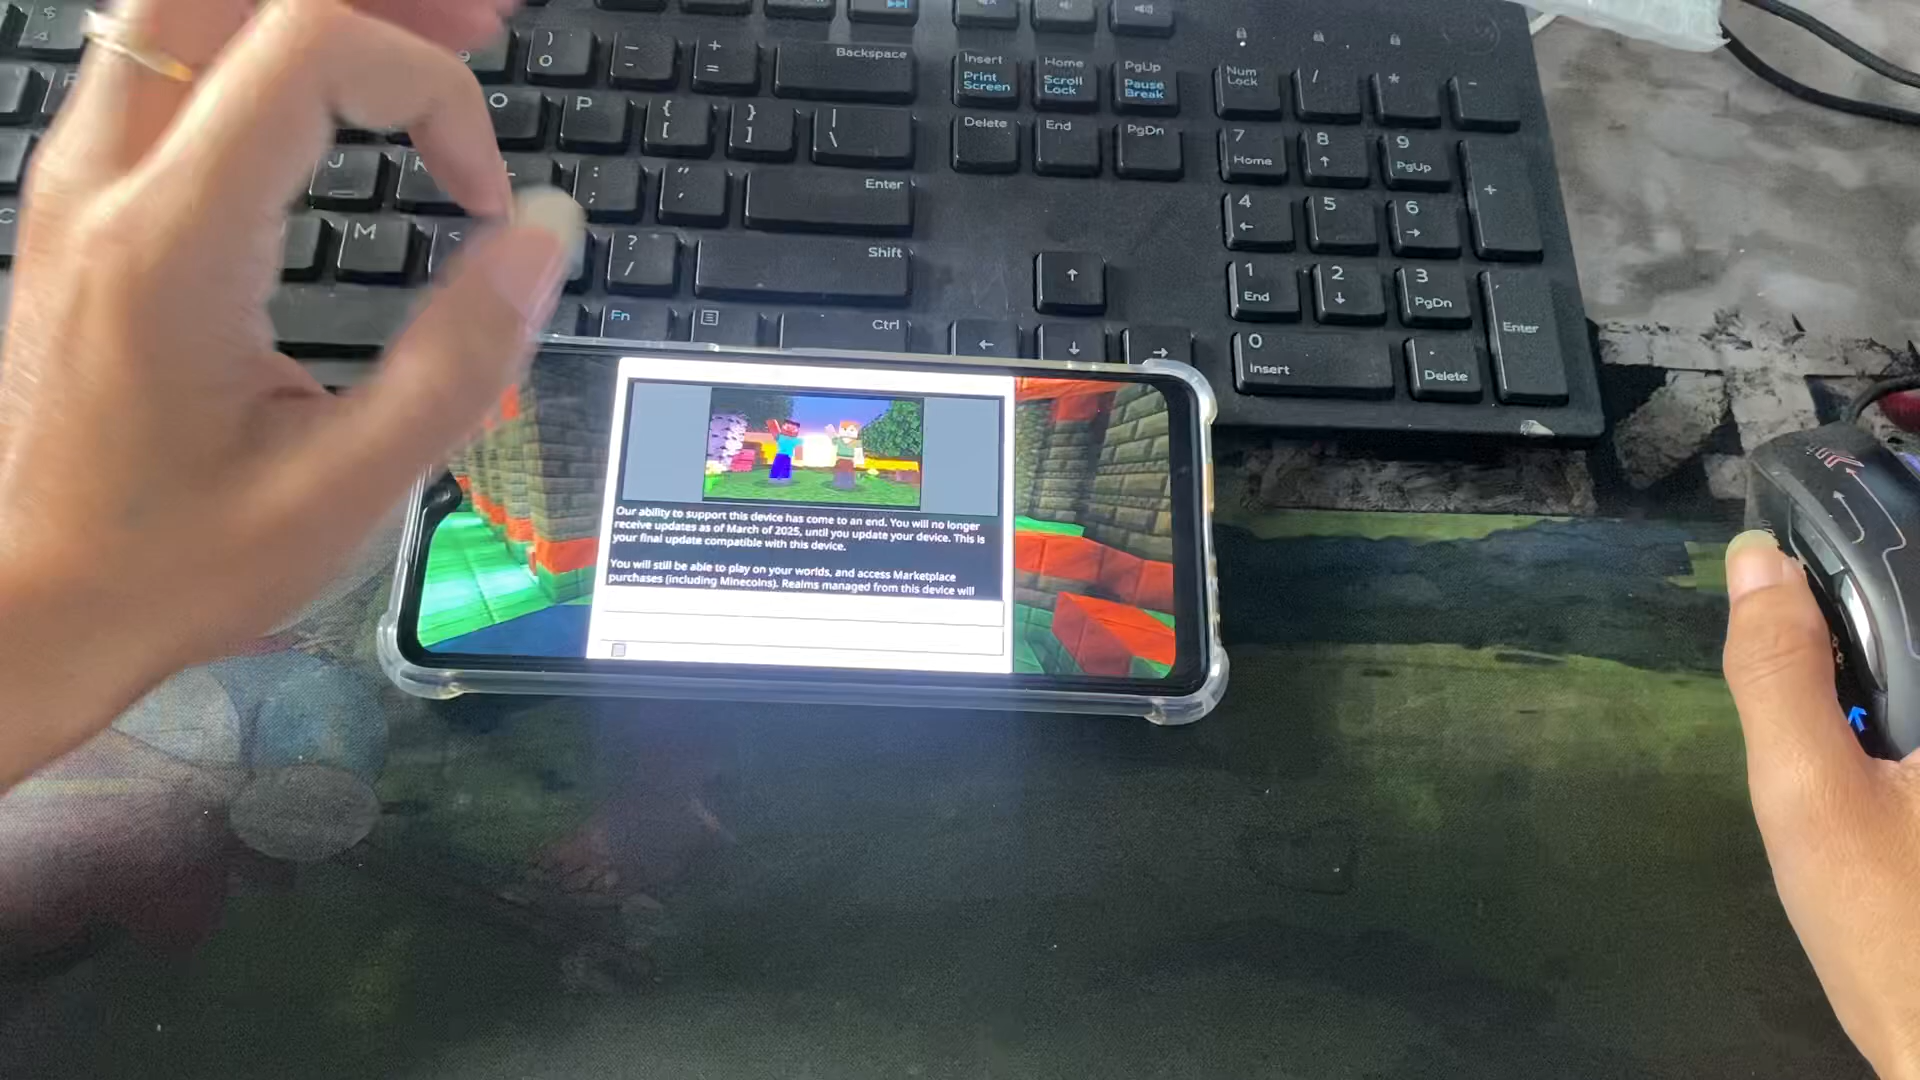 $
4
)
0
_
-
+
=
Backspace
Insert
Print
Screen
Home
Scroll
Lock
PgUp
Pause
Break
Num
Lock
/
*
-
O
P
{
[
}
]
|
\
Delete
End
PgDn
7
Home
8
↑
9
PgUp
+
J
K
:
;
"
'
Enter
4
←
5
6
→
C
M
<
?
/
Shift
↑
1
End
2
↓
3
PgDn
Enter
Fn
Ctrl
←
↓
→
0
Insert
.
Delete
Our ability to support this device has come to an end. You will no longer
receive updates as of March of 2025, until you update your device. This is
your final update compatible with this device.
You will still be able to play on your worlds, and access Marketplace
purchases (including Minecoins). Realms managed from this device will